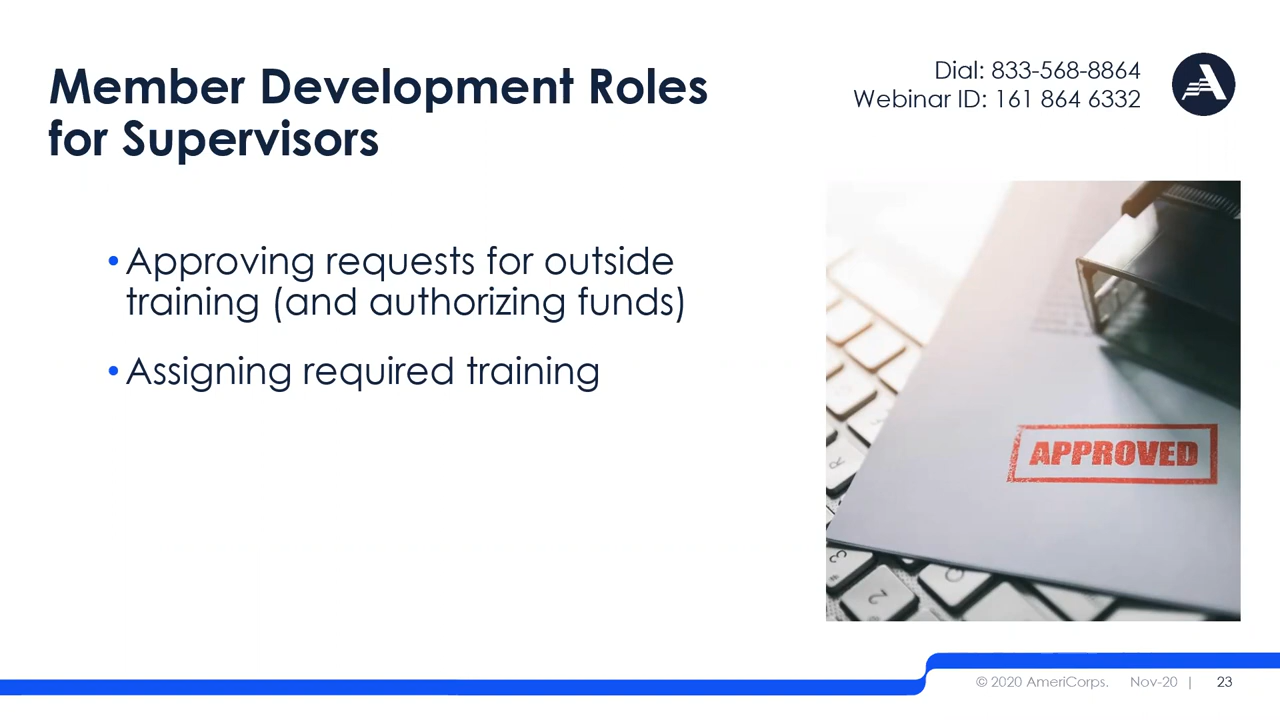 Member Development Roles
for Supervisors
Dial: 833-568-8864
Webinar ID: 161 864 6332
•Approving requests for outside
training (and authorizing funds)
•Assigning required training
APPROVED
© 2020 AmeriCorps. Nov-20 | 23